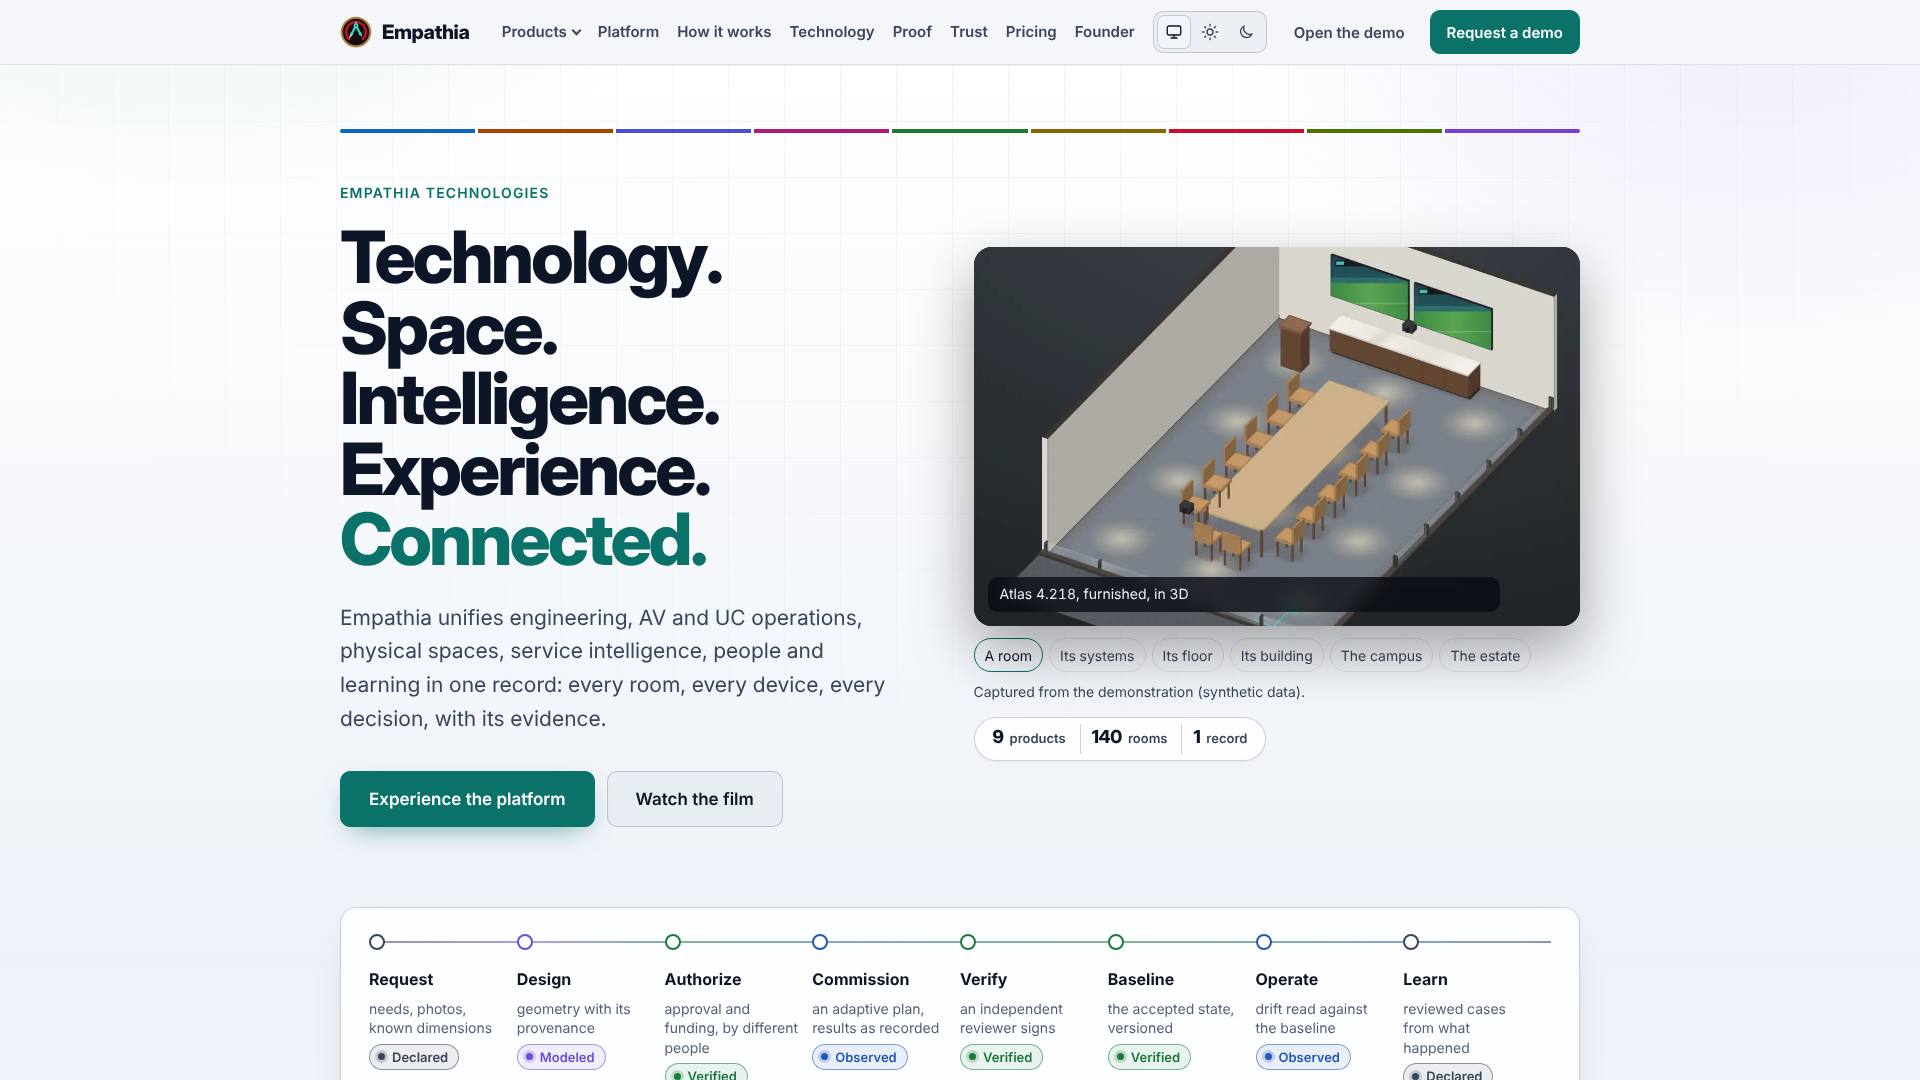 Empathia
Products
Platform
How it works
Technology
Proof
Trust
Pricing
Founder
Open the demo
Request a demo
EMPATHIA TECHNOLOGIES
Technology.
Space.
Intelligence.
Experience.
Connected.
Empathia unifies engineering, AV and UC operations,
physical spaces, service intelligence, people and
learning in one record: every room, every device, every
decision, with its evidence.
Experience the platform
Watch the film
Atlas 4.218, furnished, in 3D
A room
Its systems
Its floor
Its building
The campus
The estate
Captured from the demonstration (synthetic data).
9 products
140 rooms
1 record
Request
needs, photos,
known dimensions
Declared
Design
geometry with its
provenance
Modeled
Authorize
approval and
funding, by different
people
Verified
Commission
an adaptive plan,
results as recorded
Observed
Verify
an independent
reviewer signs
Verified
Baseline
the accepted state,
versioned
Verified
Operate
drift read against
the baseline
Observed
Learn
reviewed cases
from what
happened
Declared